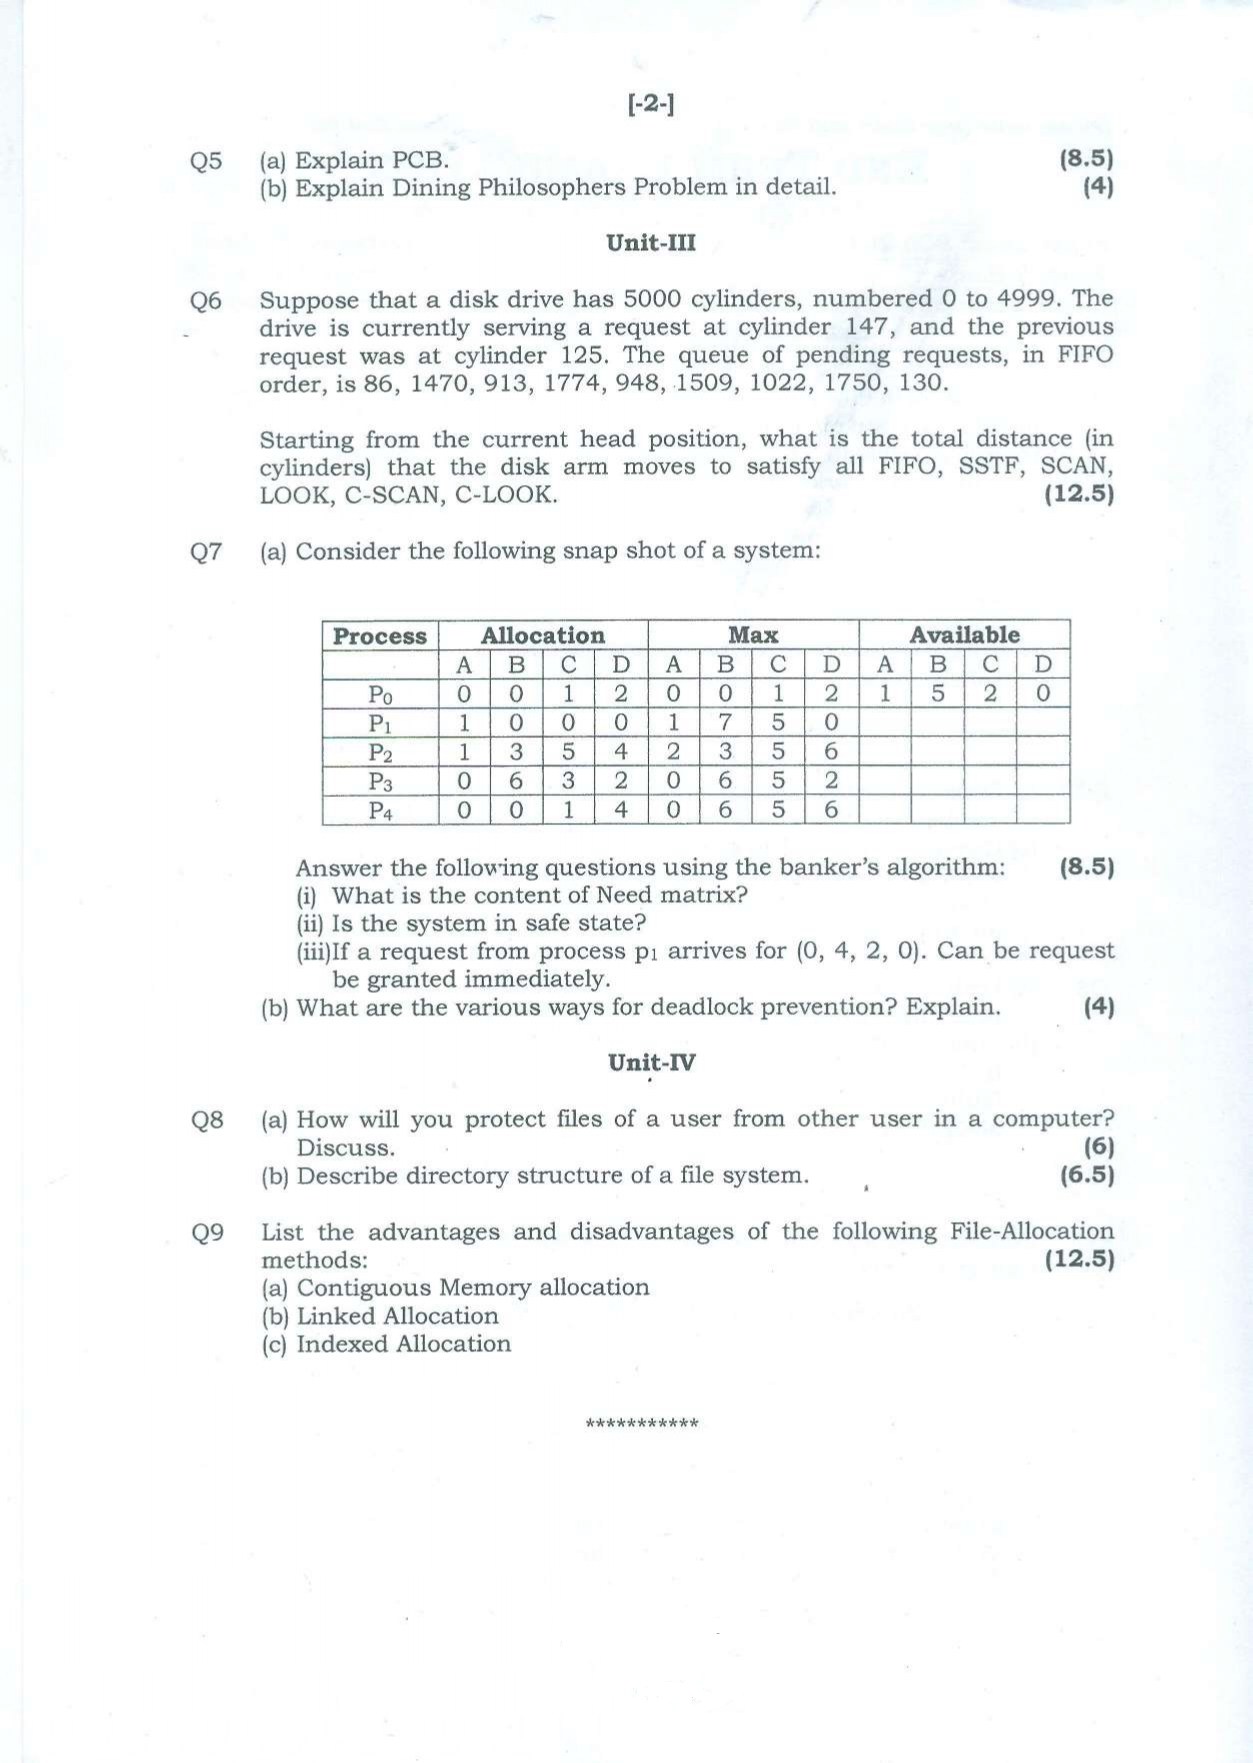 [-2-]
Q5 (a) Explain PCB. (8.5)
(b) Explain Dining Philosophers Problem in detail. (4)
Unit-III
Q6 Suppose that a disk drive has 5000 cylinders, numbered 0 to 4999. The
drive is currently serving a request at cylinder 147, and the previous
request was at cylinder 125. The queue of pending requests, in FIFO
order, is 86, 1470, 913, 1774, 948, 1509, 1022, 1750, 130.
Starting from the current head position, what is the total distance (in
cylinders) that the disk arm moves to satisfy all FIFO, SSTF, SCAN,
LOOK, C-SCAN, C-LOOK. (12.5)
Q7 (a) Consider the following snap shot of a system:
Process Allocation Max Available
A B C D A B C D A B C D
P0 0 0 1 2 0 0 1 2 1 5 2 0
P1 1 0 0 0 1 7 5 0
P2 1 3 5 4 2 3 5 6
P3 0 6 3 2 0 6 5 2
P4 0 0 1 4 0 6 5 6
Answer the following questions using the banker's algorithm: (8.5)
(i) What is the content of Need matrix?
(ii) Is the system in safe state?
(iii)If a request from process p1 arrives for (0, 4, 2, 0). Can be request
be granted immediately.
(b) What are the various ways for deadlock prevention? Explain. (4)
Unit-IV
Q8 (a) How will you protect files of a user from other user in a computer?
Discuss. (6)
(b) Describe directory structure of a file system. (6.5)
Q9 List the advantages and disadvantages of the following File-Allocation
methods: (12.5)
(a) Contiguous Memory allocation
(b) Linked Allocation
(c) Indexed Allocation
***********